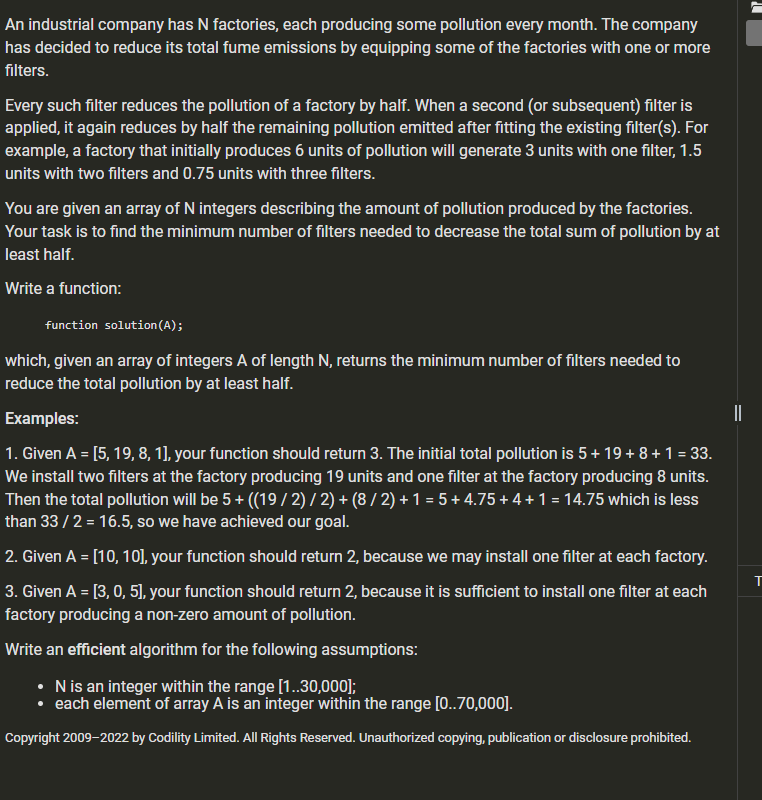 An industrial company has N factories, each producing some pollution every month. The company
has decided to reduce its total fume emissions by equipping some of the factories with one or more
filters.
Every such filter reduces the pollution of a factory by half. When a second (or subsequent) filter is
applied, it again reduces by half the remaining pollution emitted after fitting the existing filter(s). For
example, a factory that initially produces 6 units of pollution will generate 3 units with one filter, 1.5
units with two filters and 0.75 units with three filters.
You are given an array of N integers describing the amount of pollution produced by the factories.
Your task is to find the minimum number of filters needed to decrease the total sum of pollution by at
least half.
Write a function:
function solution(A);
which, given an array of integers A of length N, returns the minimum number of filters needed to
reduce the total pollution by at least half.
Examples:
1. Given A = [5, 19, 8, 1], your function should return 3. The initial total pollution is 5 + 19 + 8 + 1 = 33.
We install two filters at the factory producing 19 units and one filter at the factory producing 8 units.
Then the total pollution will be 5 + ((19 / 2) / 2) + (8 / 2) + 1 = 5 + 4.75 + 4 + 1 = 14.75 which is less
than 33 / 2 = 16.5, so we have achieved our goal.
2. Given A = [10, 10], your function should return 2, because we may install one filter at each factory.
3. Given A = [3, 0, 5], your function should return 2, because it is sufficient to install one filter at each
factory producing a non-zero amount of pollution.
Write an efficient algorithm for the following assumptions:
• N is an integer within the range [1..30,000];
• each element of array A is an integer within the range [0..70,000].
Copyright 2009–2022 by Codility Limited. All Rights Reserved. Unauthorized copying, publication or disclosure prohibited.